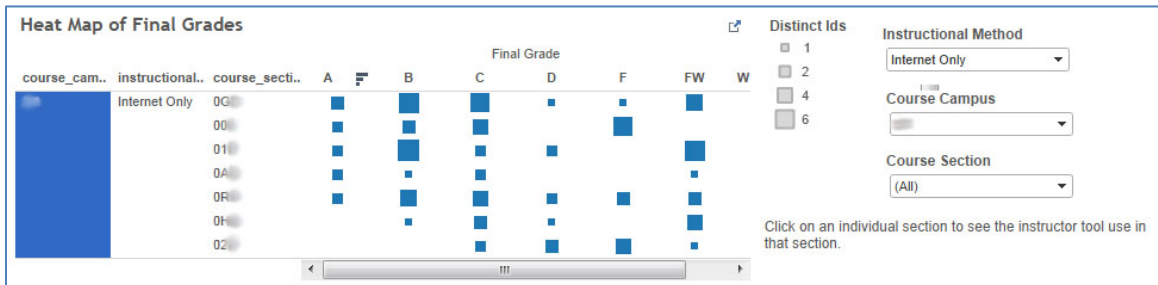 Heat Map of Final Grades
Final Grade
course_cam.. instructional.. course_secti.. A B C D F FW W
Internet Only 0G
00
01
0A
0R
0H
02
Distinct Ids
1
2
4
6
Instructional Method
Internet Only
Course Campus
Course Section
(All)
Click on an individual section to see the instructor tool use in
that section.